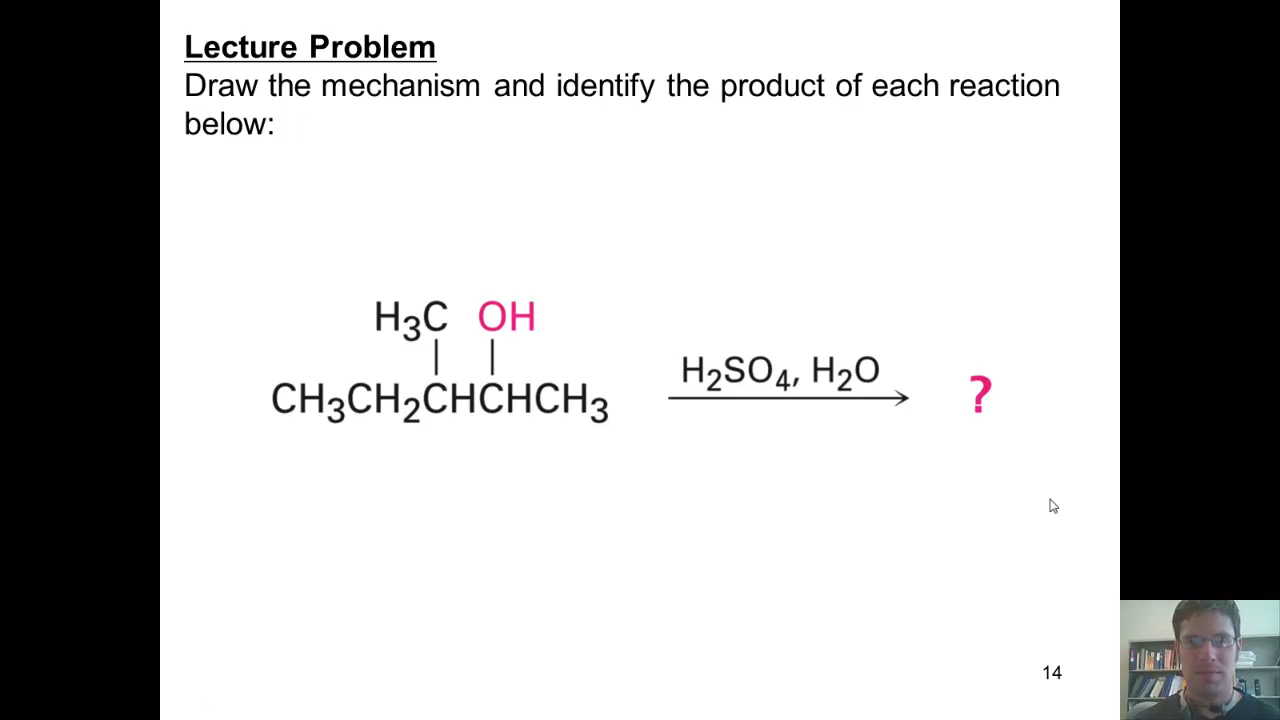 Lecture Problem
Draw the mechanism and identify the product of each reaction
below:
H₃C OH
H₂SO₄, H₂O
CH₃CH₂CHCHCH₃ ?
14